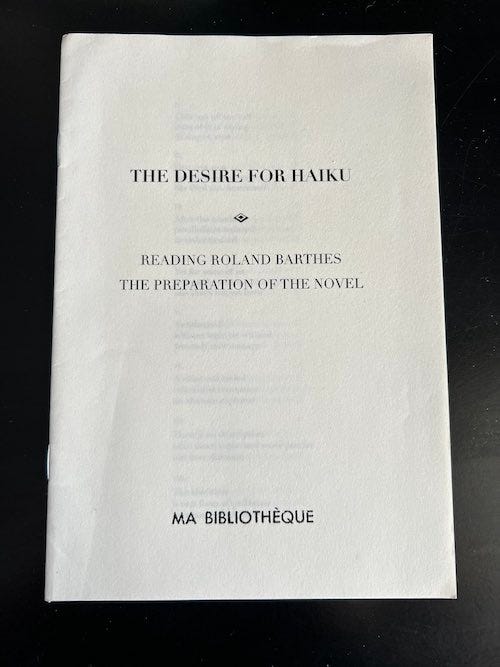 THE DESIRE FOR HAIKU
READING ROLAND BARTHES
THE PREPARATION OF THE NOVEL
MA BIBLIOTHÈQUE